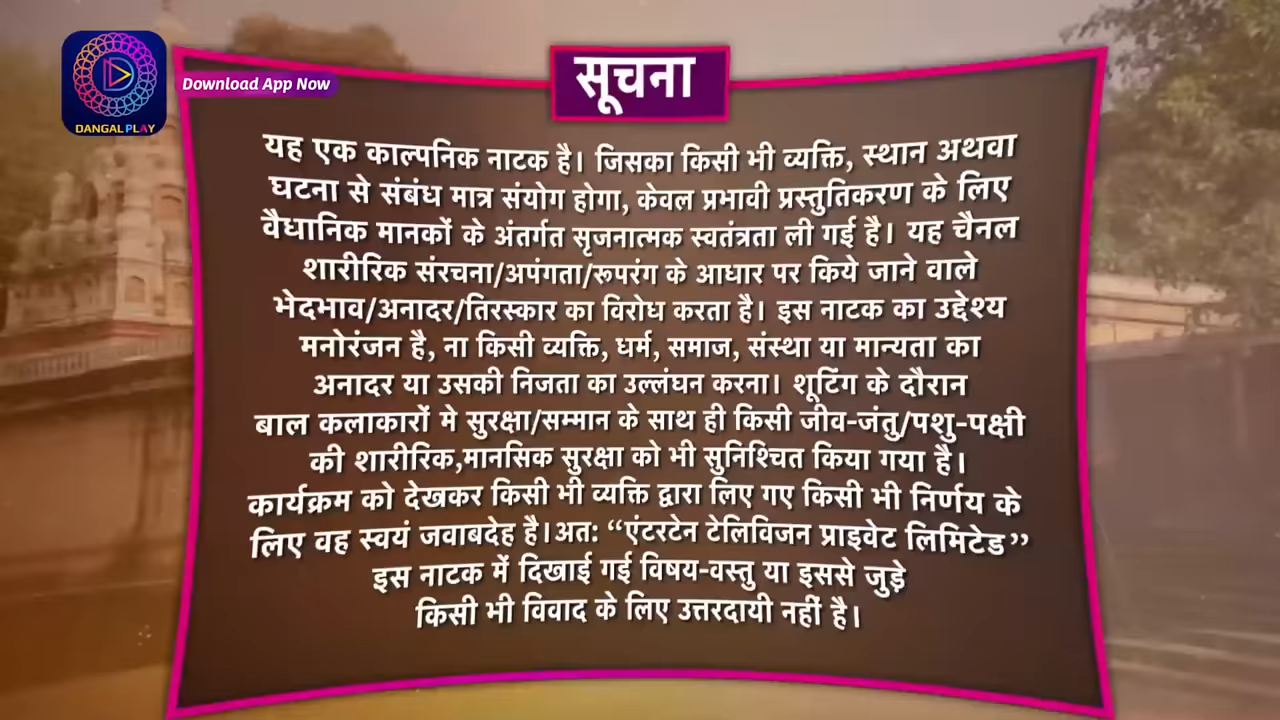 सूचना
DANGAL PLAY
Download App Now
यह एक काल्पनिक नाटक है। जिसका किसी भी व्यक्ति, स्थान अथवा
घटना से संबंध मात्र संयोग होगा, केवल प्रभावी प्रस्तुतिकरण के लिए
वैधानिक मानकों के अंतर्गत सृजनात्मक स्वतंत्रता ली गई है। यह चैनल
शारीरिक संरचना/अपंगता/रूपरंग के आधार पर किये जाने वाले
भेदभाव/अनादर/तिरस्कार का विरोध करता है। इस नाटक का उद्देश्य
मनोरंजन है, ना किसी व्यक्ति, धर्म, समाज, संस्था या मान्यता का
अनादर या उसकी निजता का उल्लंघन करना। शूटिंग के दौरान
बाल कलाकारों मे सुरक्षा/सम्मान के साथ ही किसी जीव-जंतु/पशु-पक्षी
की शारीरिक,मानसिक सुरक्षा को भी सुनिश्चित किया गया है।
कार्यक्रम को देखकर किसी भी व्यक्ति द्वारा लिए गए किसी भी निर्णय के
लिए वह स्वयं जवाबदेह है।अत: “एंटरटेन टेलिविजन प्राइवेट लिमिटेड”
इस नाटक में दिखाई गई विषय-वस्तु या इससे जुड़े
किसी भी विवाद के लिए उत्तरदायी नहीं है।